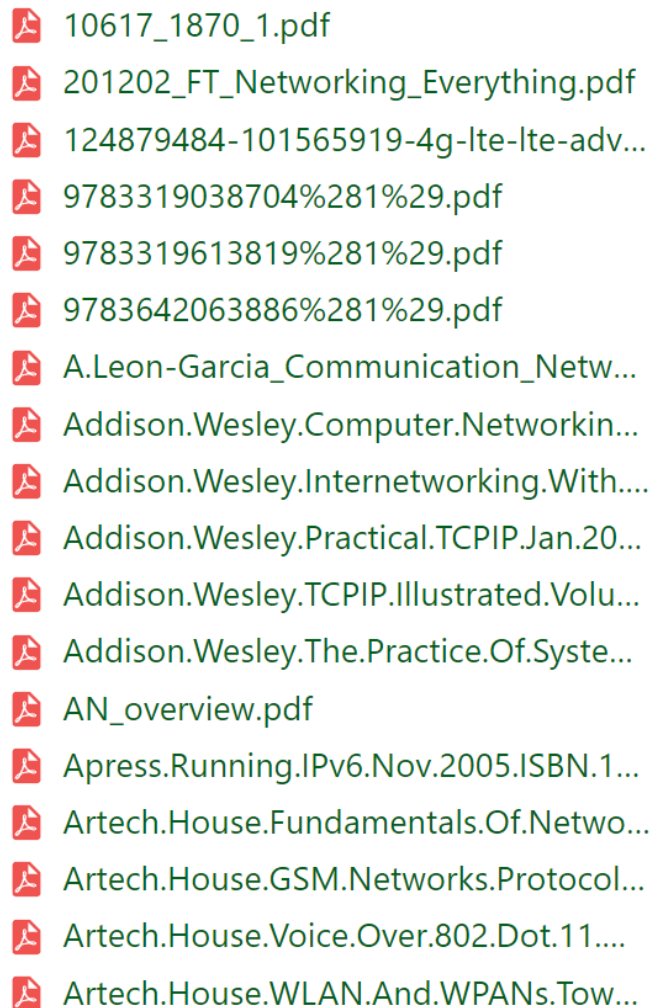 10617_1870_1.pdf
201202_FT_Networking_Everything.pdf
124879484-101565919-4g-lte-lte-adv...
9783319038704%281%29.pdf
9783319613819%281%29.pdf
9783642063886%281%29.pdf
A.Leon-Garcia_Communication_Netw...
Addison.Wesley.Computer.Networkin...
Addison.Wesley.Internetworking.With....
Addison.Wesley.Practical.TCPIP.Jan.20...
Addison.Wesley.TCPIP.Illustrated.Volu...
Addison.Wesley.The.Practice.Of.Syste...
AN_overview.pdf
Apress.Running.IPv6.Nov.2005.ISBN.1...
Artech.House.Fundamentals.Of.Netwo...
Artech.House.GSM.Networks.Protocol...
Artech.House.Voice.Over.802.Dot.11....
Artech.House.WLAN.And.WPANs.Tow...